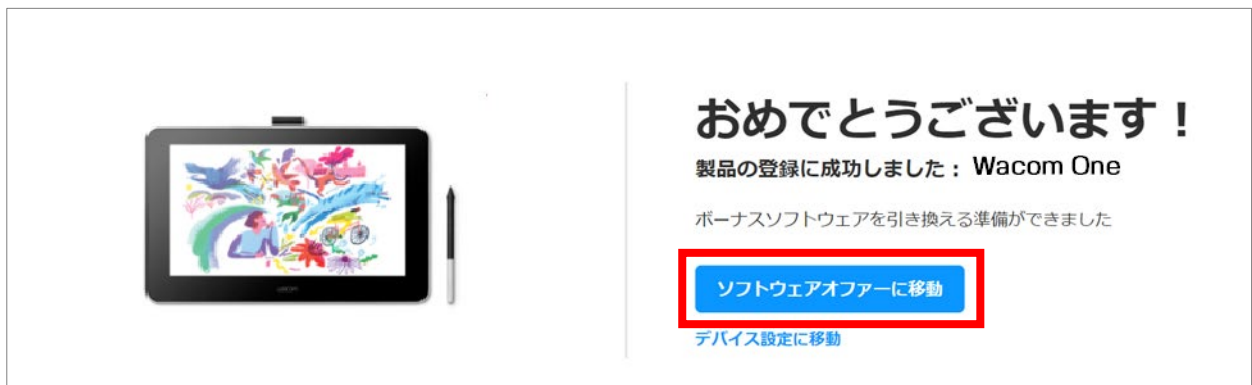 おめでとうございます！
製品の登録に成功しました： Wacom One
ボーナスソフトウェアを引き換える準備ができました
ソフトウェアオファーに移動
デバイス設定に移動